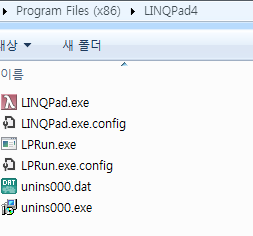 Program Files (x86) ▸ LINQPad4
새 폴더
이름
LINQPad.exe
LINQPad.exe.config
LPRun.exe
LPRun.exe.config
unins000.dat
DAT
unins000.exe